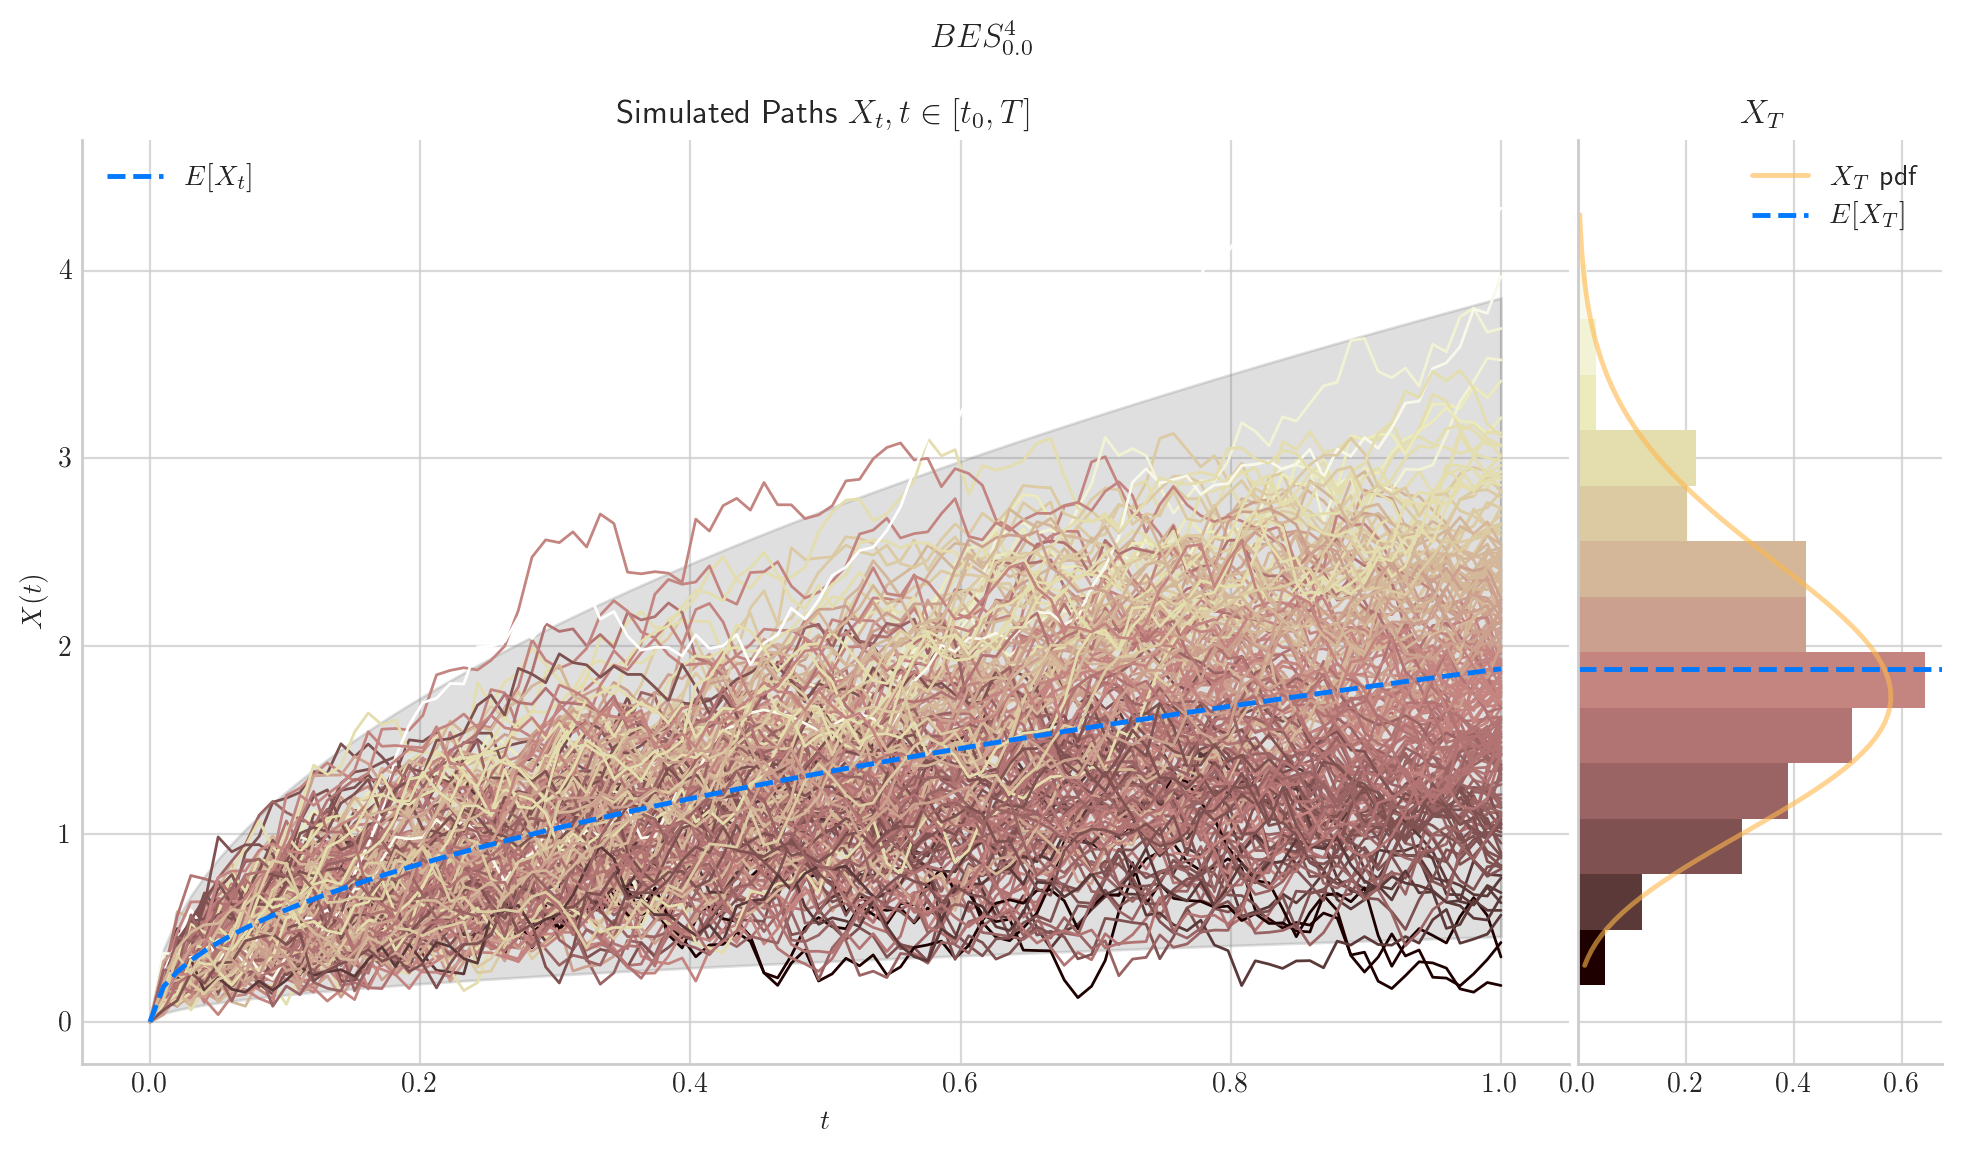 $BES^{4}_{0.0}$
Simulated Paths $X_t, t \in [t_0, T]$
$X_T$
$E[X_t]$
$X_T$ pdf
$E[X_T]$
4
3
2
1
0
$X(t)$
0.0 0.2 0.4 0.6 0.8 1.0 0.0 0.2 0.4 0.6
$t$